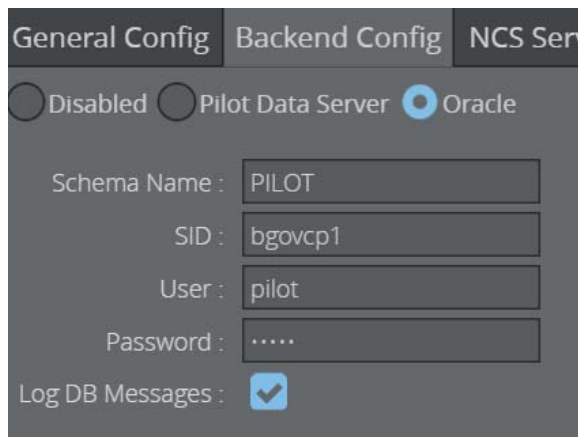 General Config Backend Config NCS Ser
Disabled Pilot Data Server Oracle
Schema Name : PILOT
SID : bgovcp1
User : pilot
Password : •••••
Log DB Messages :